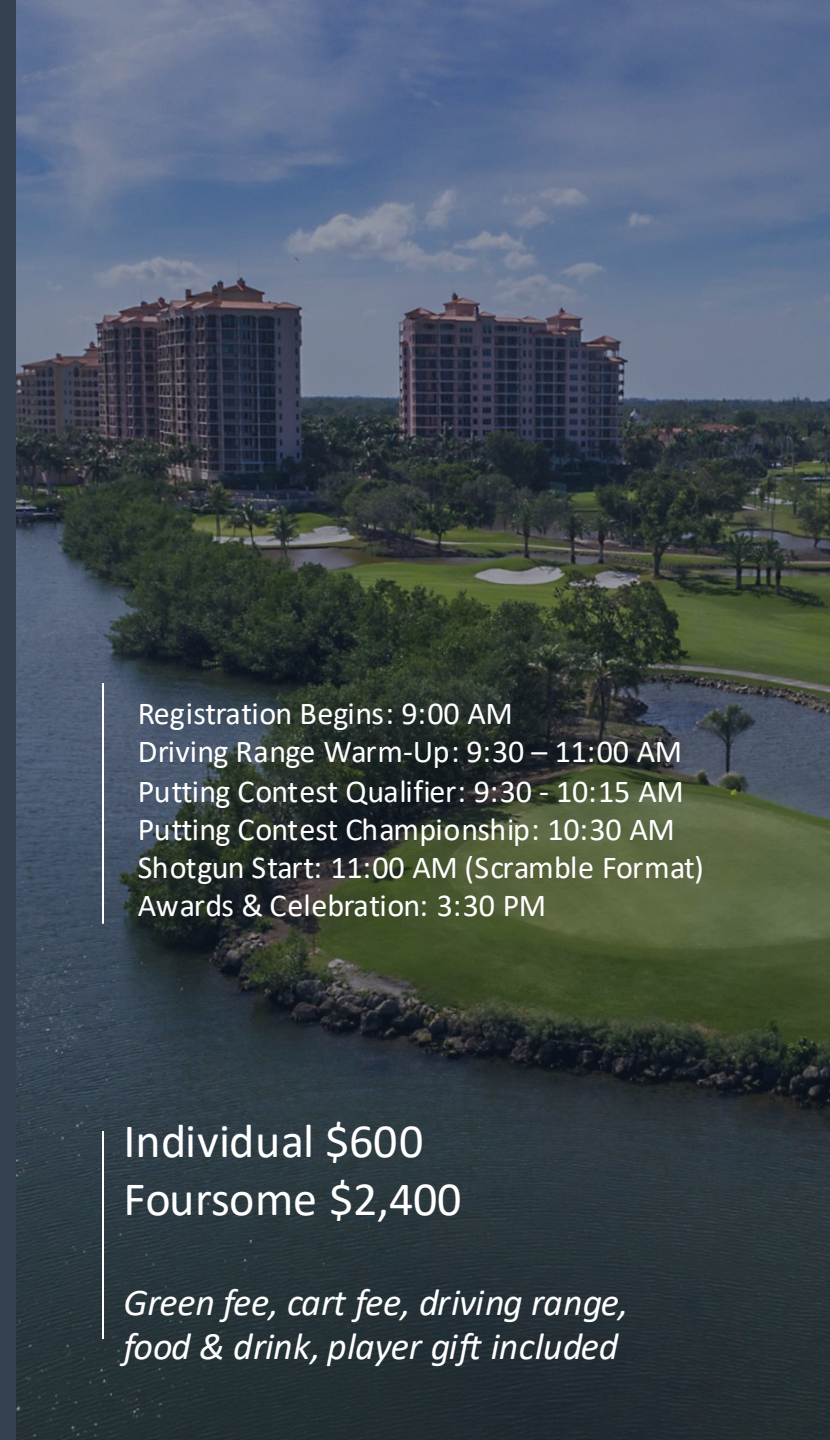 Registration Begins: 9:00 AM
Driving Range Warm-Up: 9:30 – 11:00 AM
Putting Contest Qualifier: 9:30 - 10:15 AM
Putting Contest Championship: 10:30 AM
Shotgun Start: 11:00 AM (Scramble Format)
Awards & Celebration: 3:30 PM
Individual $600
Foursome $2,400
Green fee, cart fee, driving range,
food & drink, player gift included